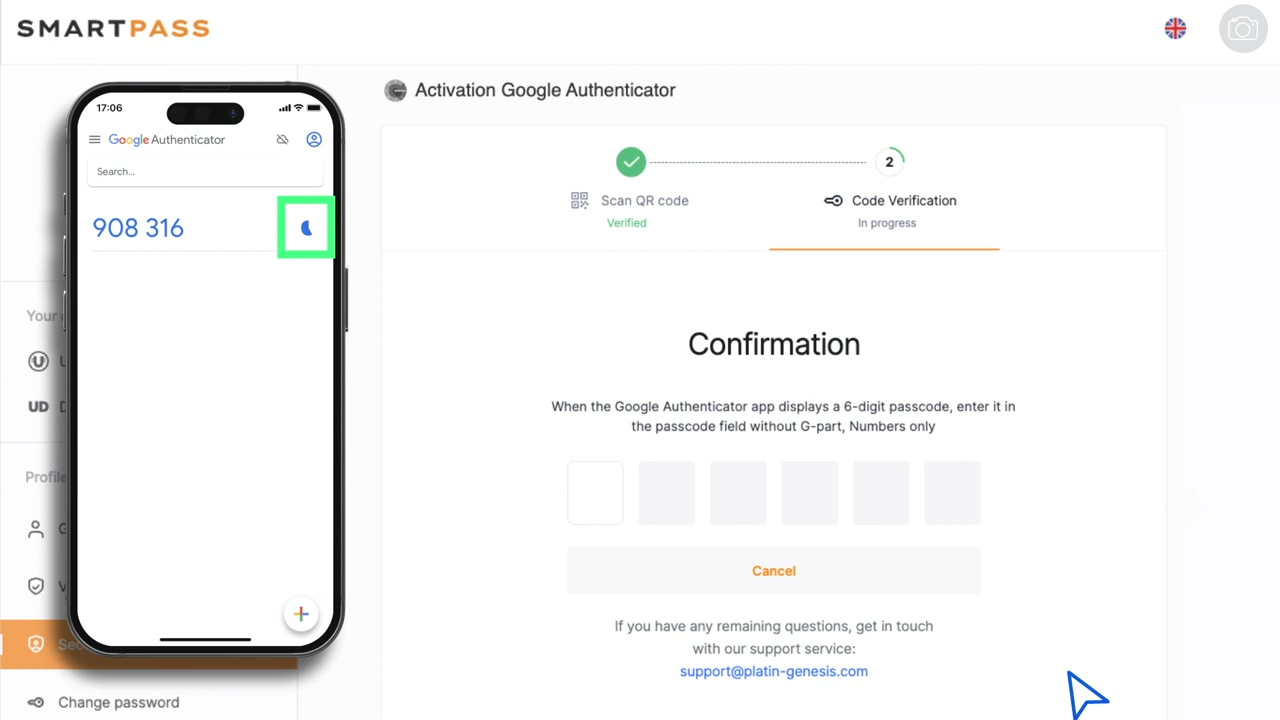 SMARTPASS
17:06
Google Authenticator
Search...
908 316
Your
UD
Profile
Change password
Activation Google Authenticator
2
Scan QR code
Verified
Code Verification
In progress
Confirmation
When the Google Authenticator app displays a 6-digit passcode, enter it in
the passcode field without G-part, Numbers only
Cancel
If you have any remaining questions, get in touch
with our support service:
support@platin-genesis.com